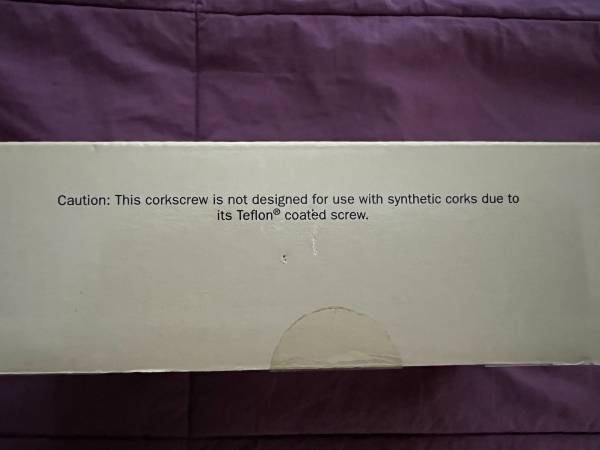 Caution: This corkscrew is not designed for use with synthetic corks due to
its Teflon® coated screw.